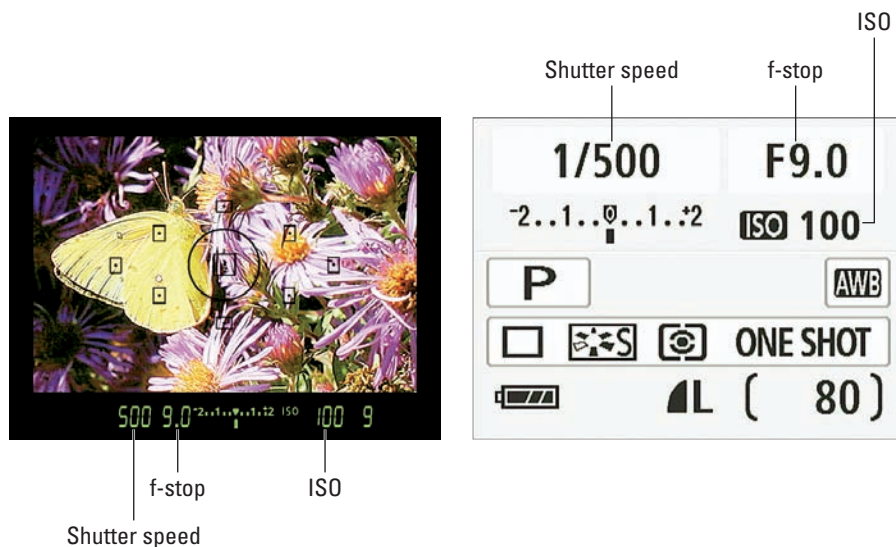 ISO
Shutter speed f-stop
1/500 F9.0
-2..1..0..1..+2 ISO 100
P AWB
S ONE SHOT
L [ 80 ]
500 9.0 -2..1..▼..1..+2 ISO 100 9
f-stop ISO
Shutter speed